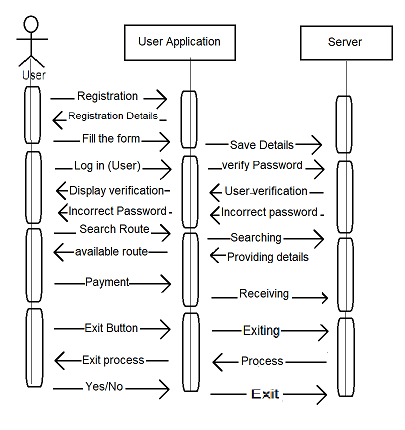 User Application
Server
User
Registration
Registration Details
Fill the form
Save Details
Log in (User)
verify Password
Display verification
User verification
Incorrect Password
Incorrect password
Search Route
Searching
available route
Providing details
Payment
Receiving
Exit Button
Exiting
Exit process
Process
Yes/No
Exit